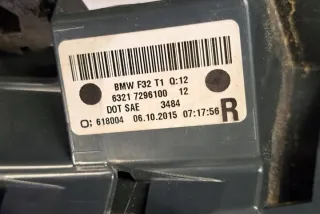 BMW F32 T1 Q:12
6321 7296100 12
DOT SAE 3484
O: 618004 06.10.2015 07:17:56 R